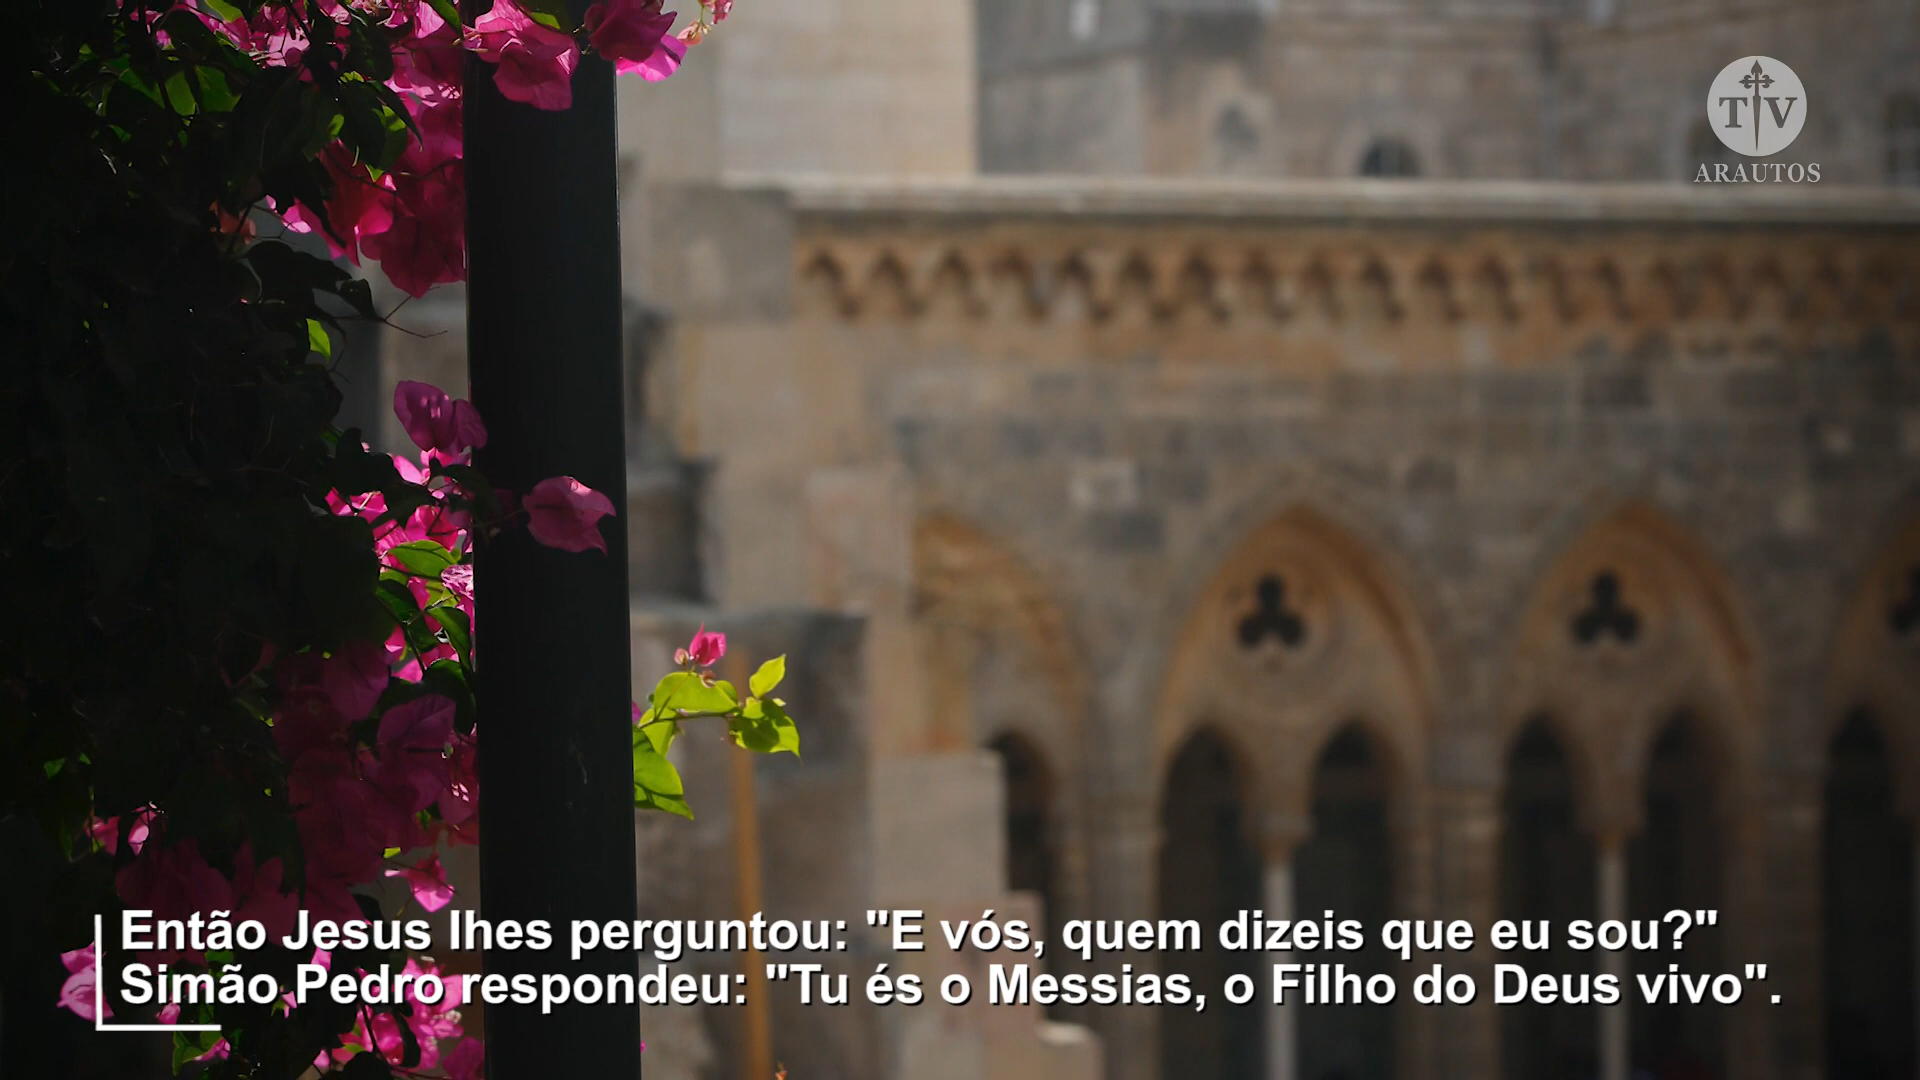 TV
ARAUTOS
Então Jesus lhes perguntou: "E vós, quem dizeis que eu sou?"
Simão Pedro respondeu: "Tu és o Messias, o Filho do Deus vivo".